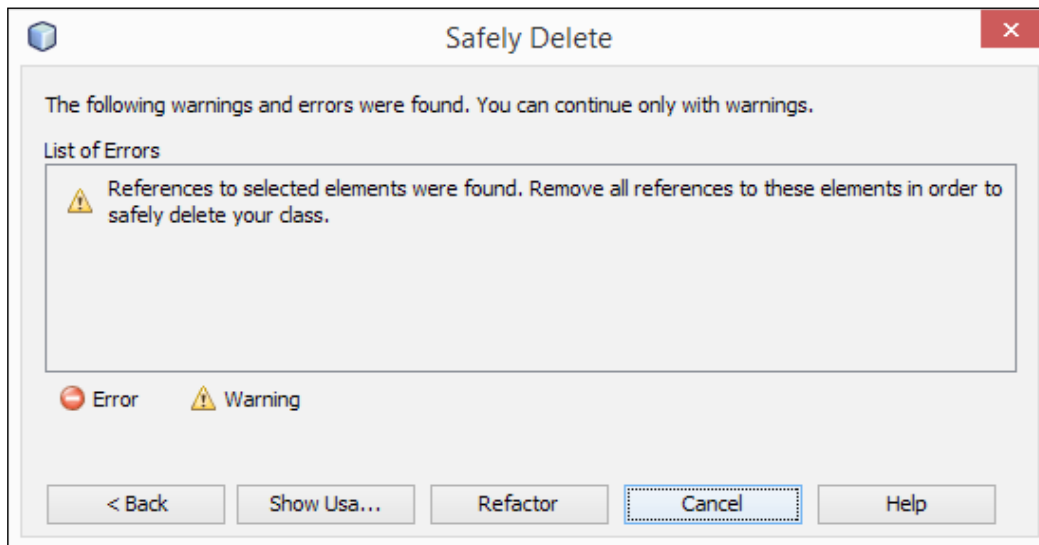 Safely Delete
The following warnings and errors were found. You can continue only with warnings.
List of Errors
References to selected elements were found. Remove all references to these elements in order to
safely delete your class.
Error Warning
< Back Show Usa... Refactor Cancel Help